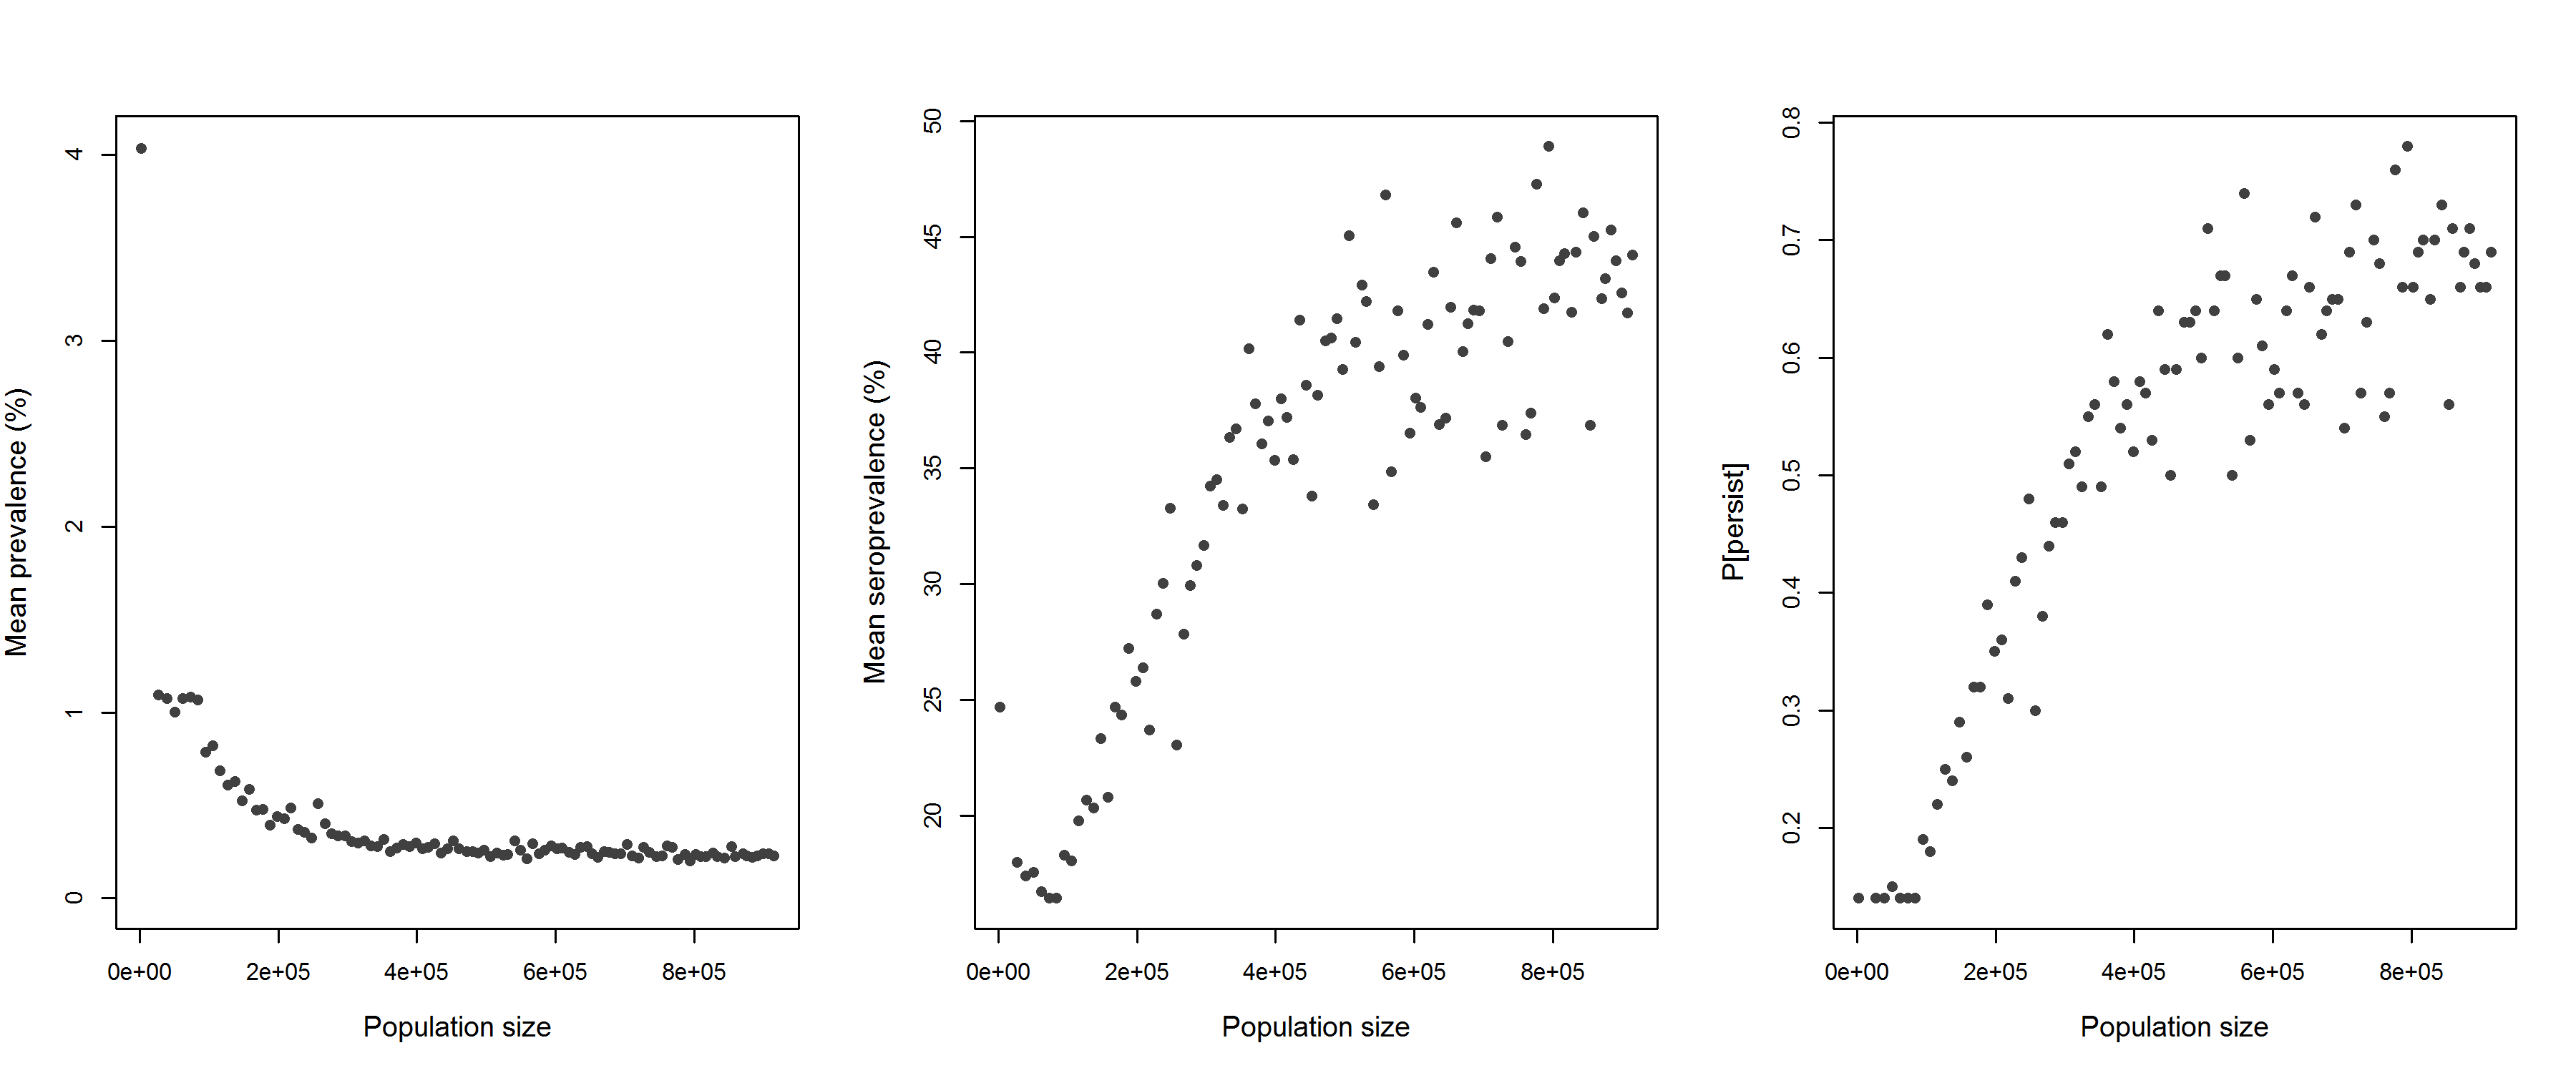 Mean prevalence (%)
4
3
2
1
0
0e+00 2e+05 4e+05 6e+05 8e+05
Population size
Mean seroprevalence (%)
50
45
40
35
30
25
20
0e+00 2e+05 4e+05 6e+05 8e+05
Population size
P[persist]
0.8
0.7
0.6
0.5
0.4
0.3
0.2
0e+00 2e+05 4e+05 6e+05 8e+05
Population size